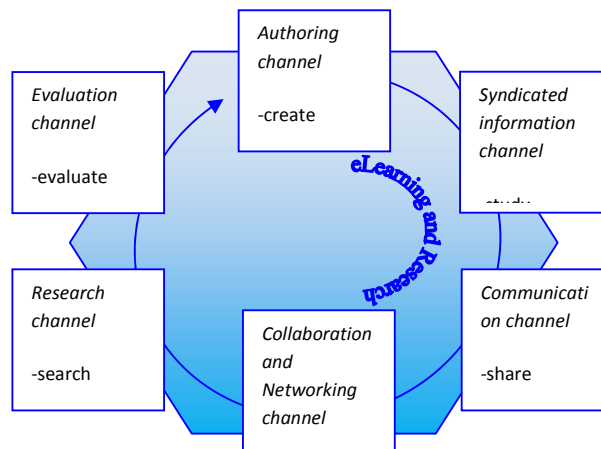 Authoring
channel
-create
Syndicated
information
channel
-study
Communicati
on channel
-share
Collaboration
and
Networking
channel
Research
channel
-search
Evaluation
channel
-evaluate
eLearning and Research